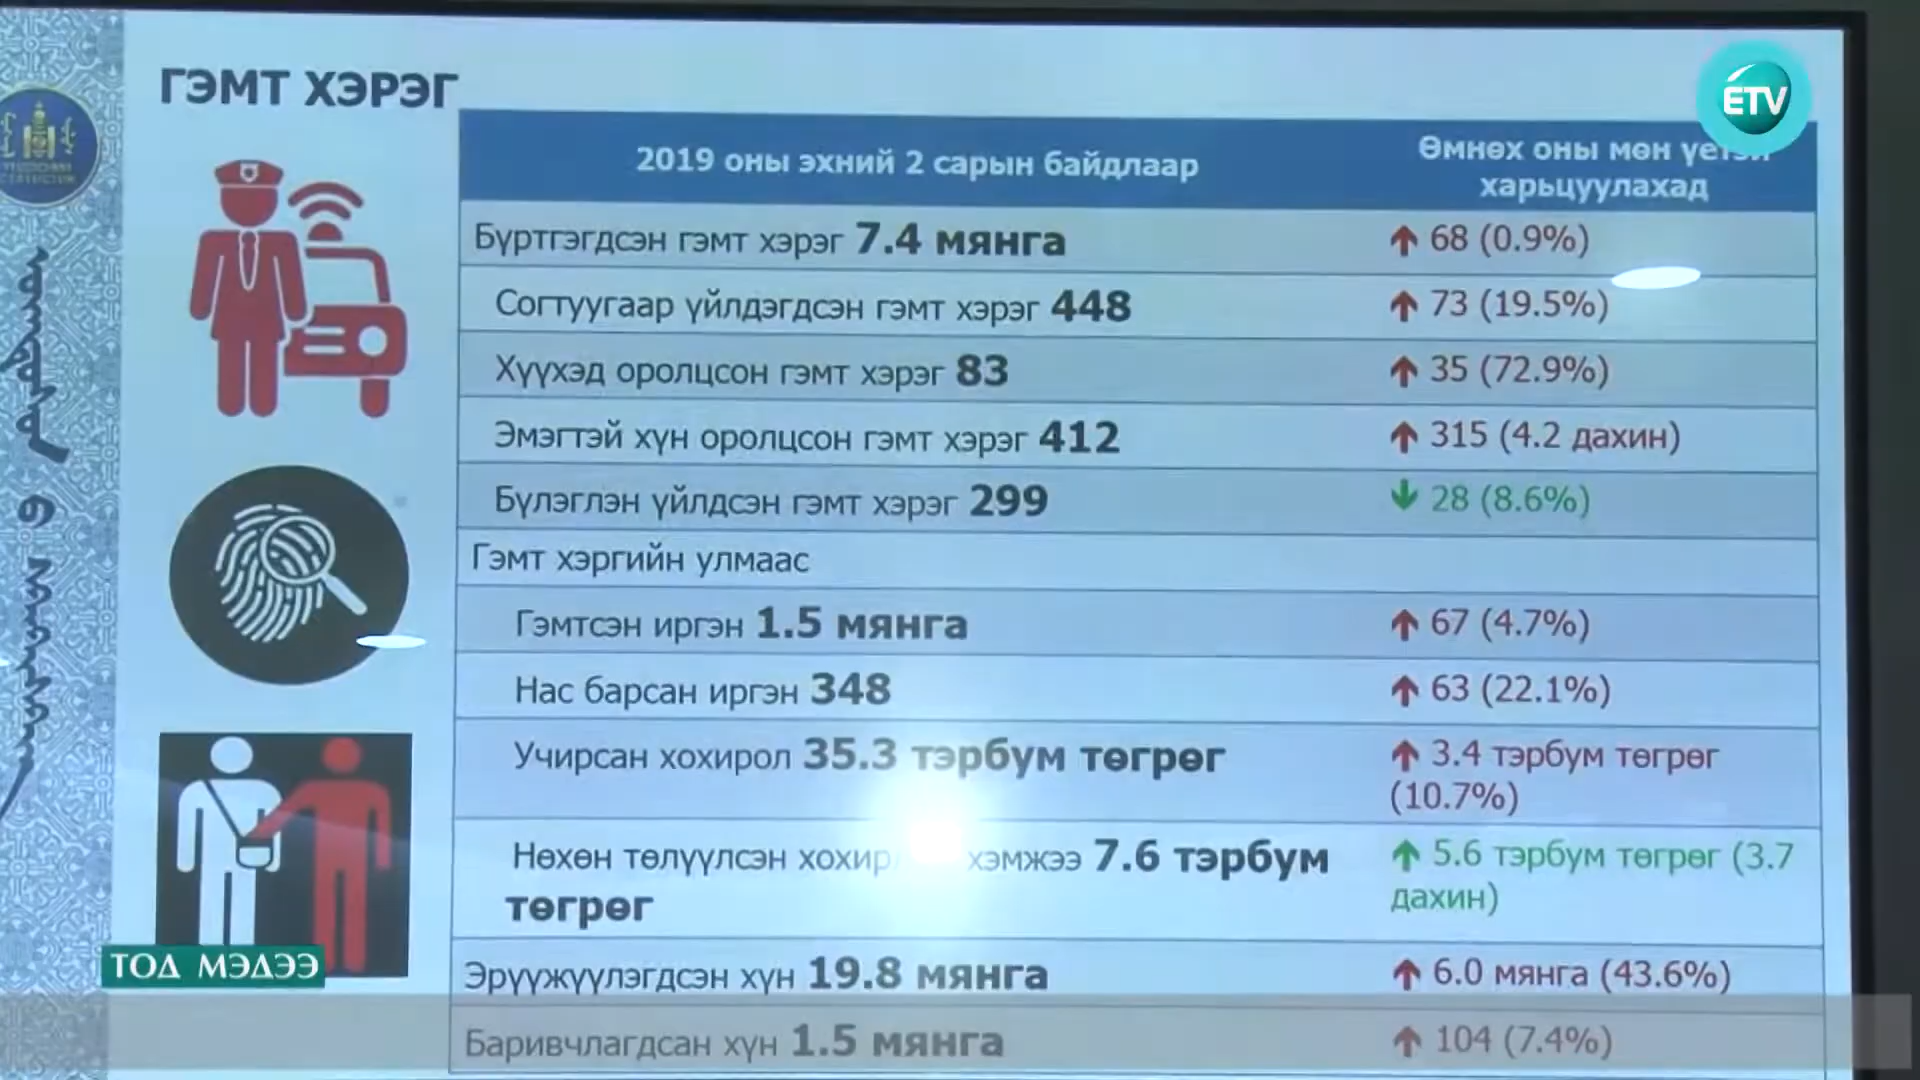 ETV
ГЭМТ ХЭРЭГ
2019 оны эхний 2 сарын байдлаар
Өмнөх оны мөн үетэй
харьцуулахад
Бүртгэгдсэн гэмт хэрэг 7.4 мянга
68 (0.9%)
Согтуугаар үйлдэгдсэн гэмт хэрэг 448
73 (19.5%)
Хүүхэд оролцсон гэмт хэрэг 83
35 (72.9%)
Эмэгтэй хүн оролцсон гэмт хэрэг 412
315 (4.2 дахин)
Бүлэглэн үйлдсэн гэмт хэрэг 299
28 (8.6%)
Гэмт хэргийн улмаас
Гэмтсэн иргэн 1.5 мянга
67 (4.7%)
Нас барсан иргэн 348
63 (22.1%)
Учирсан хохирол 35.3 тэрбум төгрөг
3.4 тэрбум төгрөг
(10.7%)
Нөхөн төлүүлсэн хэмжээ 7.6 тэрбум
төгрөг
5.6 тэрбум төгрөг (3.7
дахин)
Эрүүжүүлэгдсэн хүн 19.8 мянга
6.0 мянга (43.6%)
Баривчлагдсан хүн 1.5 мянга
104 (7.4%)
ТОД МЭДЭЭ